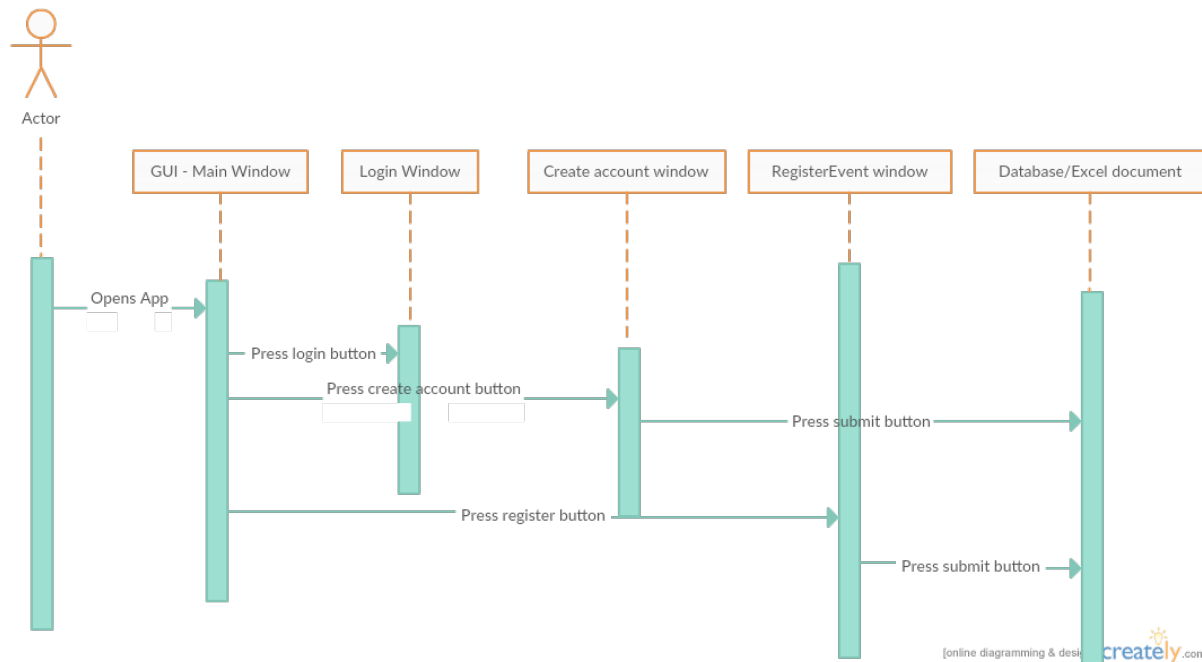 Actor
GUI - Main Window
Login Window
Create account window
RegisterEvent window
Database/Excel document
Opens App
Press login button
Press create account button
Press submit button
Press register button
Press submit button
[online diagramming &
creately.com